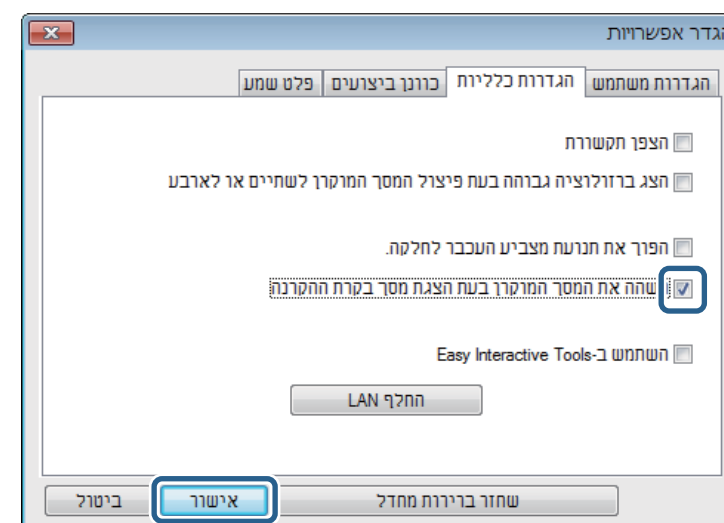 הגדר אפשרויות
הגדרות משתמש הגדרות כלליות כוונן ביצועים פלט שמע
הצפן תקשורת
הצג ברזולוציה גבוהה בעת פיצול המסך המוקרן לשתיים או לארבע
הפוך את תנועת מצביע העכבר לחלקה.
השהה את המסך המוקרן בעת הצגת מסך בקרת ההקרנה
השתמש ב-Easy Interactive Tools
החלף LAN
שחזר ברירות מחדל אישור ביטול